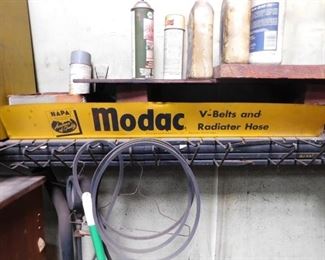 NAPA
Modac
V-Belts and
Radiater Hose